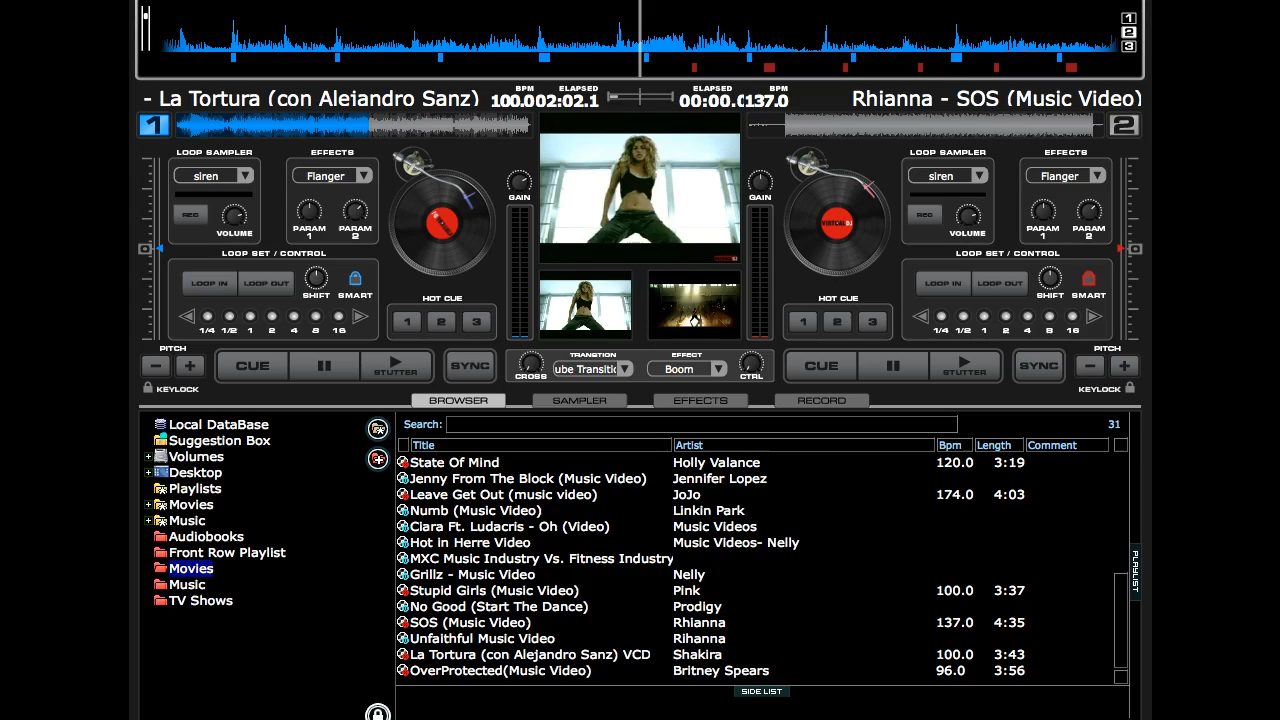 1
2
3
- La Tortura (con Alejandro Sanz)
BPM ELAPSED
100.0 02:02.1
ELAPSED BPM
00:00.0 137.0
Rhianna - SOS (Music Video)
1
2
LOOP SAMPLER
EFFECTS
siren
Flanger
REC
VOLUME
PARAM 1
PARAM 2
GAIN
LOOP SET / CONTROL
LOOP IN
LOOP OUT
SHIFT
SMART
1/4 1/2 1 2 4 8 16
HOT CUE
1 2 3
GAIN
VIRTUAL DJ
LOOP SAMPLER
EFFECTS
siren
Flanger
REC
VOLUME
PARAM 1
PARAM 2
LOOP SET / CONTROL
LOOP IN
LOOP OUT
SHIFT
SMART
1/4 1/2 1 2 4 8 16
HOT CUE
1 2 3
PITCH
- +
KEYLOCK
CUE
STUTTER
SYNC
CROSS
TRANSITION
ube Transitic
EFFECT
Boom
CTRL
CUE
STUTTER
SYNC
PITCH
- +
KEYLOCK
BROWSER SAMPLER EFFECTS RECORD
Local DataBase
Suggestion Box
Volumes
Desktop
Playlists
Movies
Music
Audiobooks
Front Row Playlist
Movies
Music
TV Shows
Search: 31
Title Artist Bpm Length Comment
State Of Mind Holly Valance 120.0 3:19
Jenny From The Block (Music Video) Jennifer Lopez
Leave Get Out (music video) JoJo 174.0 4:03
Numb (Music Video) Linkin Park
Ciara Ft. Ludacris - Oh (Video) Music Videos
Hot in Herre Video Music Videos- Nelly
MXC Music Industry Vs. Fitness Industry
Grillz - Music Video Nelly
Stupid Girls (Music Video) Pink 100.0 3:37
No Good (Start The Dance) Prodigy
SOS (Music Video) Rhianna 137.0 4:35
Unfaithful Music Video Rihanna
La Tortura (con Alejandro Sanz) VCD Shakira 100.0 3:43
OverProtected(Music Video) Britney Spears 96.0 3:56
PLAYLIST
SIDE LIST